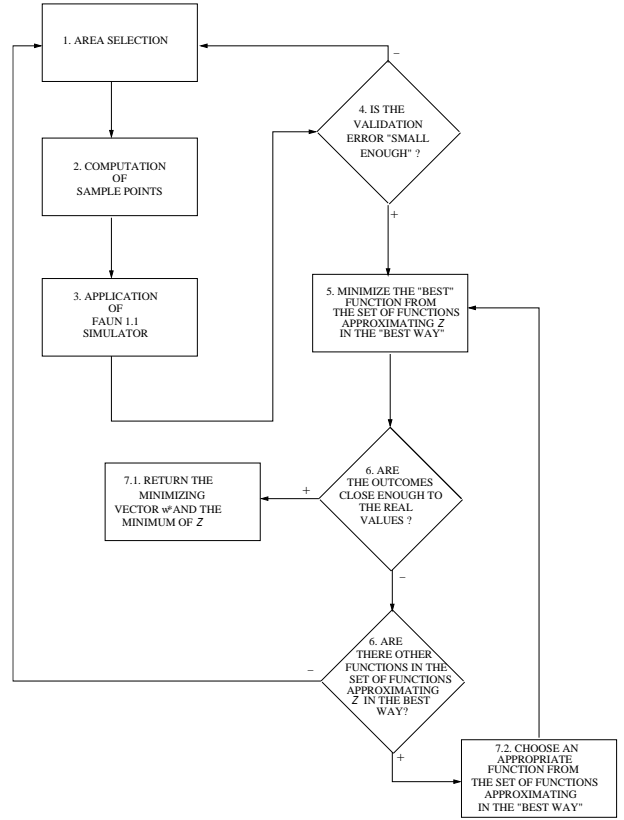 1. AREA SELECTION
2. COMPUTATION
OF
SAMPLE POINTS
3. APPLICATION
OF
FAUN 1.1
SIMULATOR
–
4. IS THE
VALIDATION
ERROR "SMALL
ENOUGH" ?
+
5. MINIMIZE THE "BEST"
FUNCTION FROM
THE SET OF FUNCTIONS
APPROXIMATING Z
IN THE "BEST WAY"
6. ARE
THE OUTCOMES
CLOSE ENOUGH TO
THE REAL
VALUES ?
+
7.1. RETURN THE
MINIMIZING
VECTOR w* AND THE
MINIMUM OF Z
–
6. ARE
THERE OTHER
FUNCTIONS IN THE
SET OF FUNCTIONS
APPROXIMATING
Z IN THE BEST
WAY?
–
+
7.2. CHOOSE AN
APPROPRIATE
FUNCTION FROM
THE SET OF FUNCTIONS
APPROXIMATING
IN THE "BEST WAY"